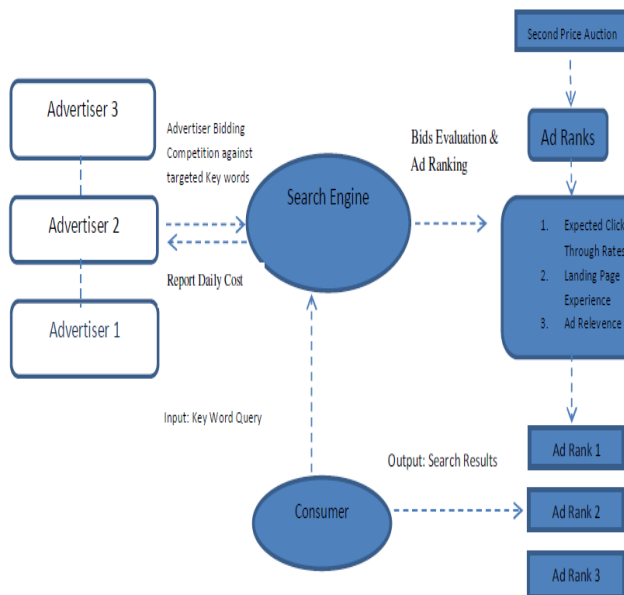 Second Price Auction
Advertiser 3
Advertiser Bidding
Competition against
targeted Key words
Bids Evaluation &
Ad Ranking
Ad Ranks
Search Engine
Advertiser 2
Report Daily Cost
1. Expected Click
Through Rates
2. Landing Page
Experience
3. Ad Relevence
Advertiser 1
Input: Key Word Query
Output: Search Results
Ad Rank 1
Consumer
Ad Rank 2
Ad Rank 3